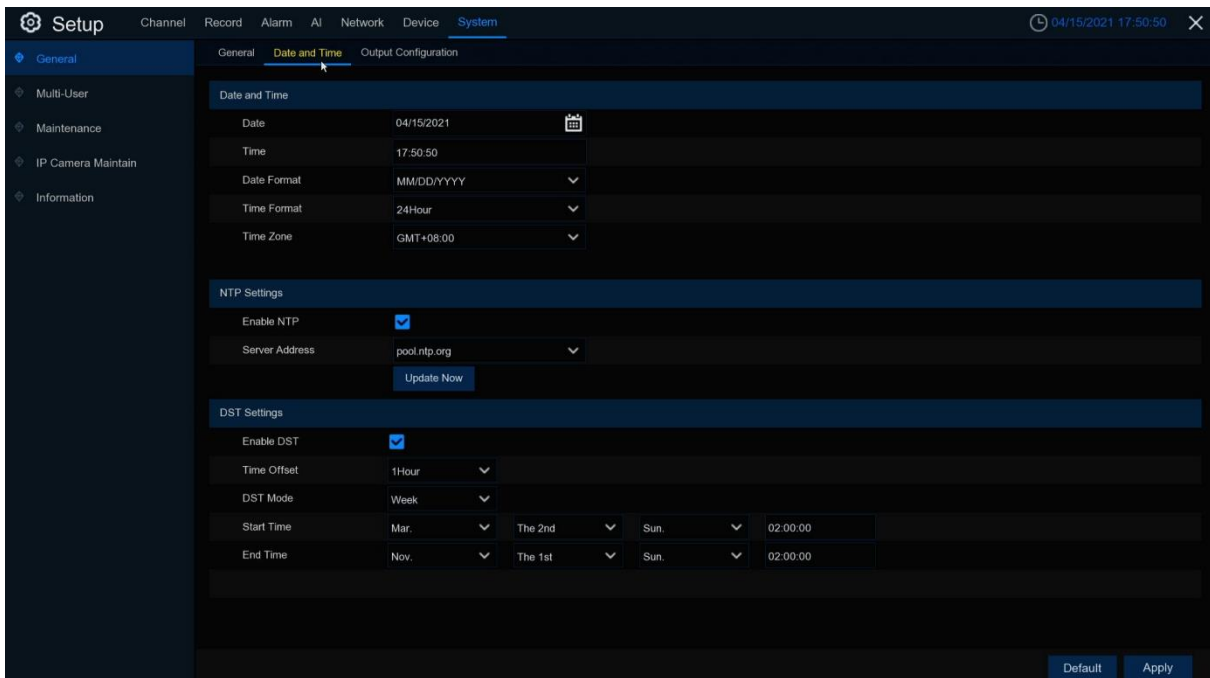 Setup Channel Record Alarm AI Network Device System 04/15/2021 17:50:50
General Date and Time Output Configuration
General
Multi-User
Maintenance
IP Camera Maintain
Information
Date and Time
Date 04/15/2021
Time 17:50:50
Date Format MM/DD/YYYY
Time Format 24Hour
Time Zone GMT+08:00
NTP Settings
Enable NTP
Server Address pool.ntp.org
Update Now
DST Settings
Enable DST
Time Offset 1Hour
DST Mode Week
Start Time Mar. The 2nd Sun. 02:00:00
End Time Nov. The 1st Sun. 02:00:00
Default Apply